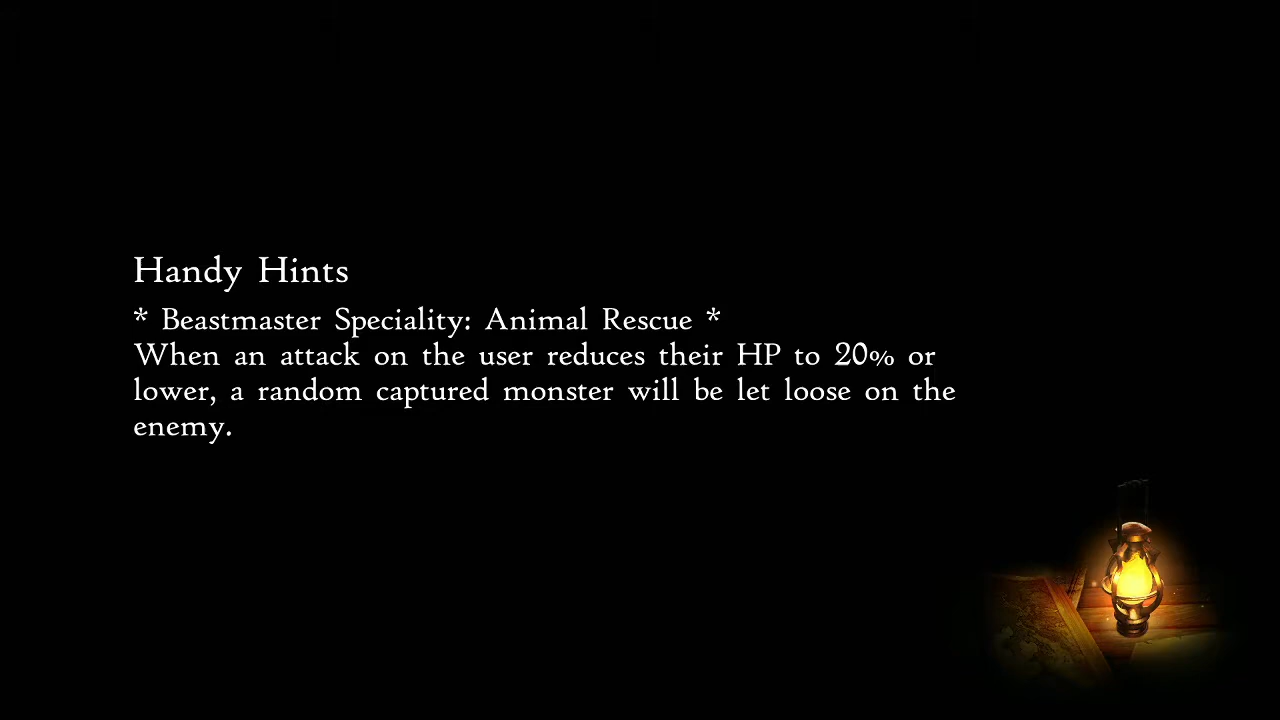 Handy Hints
* Beastmaster Speciality: Animal Rescue *
When an attack on the user reduces their HP to 20% or
lower, a random captured monster will be let loose on the
enemy.